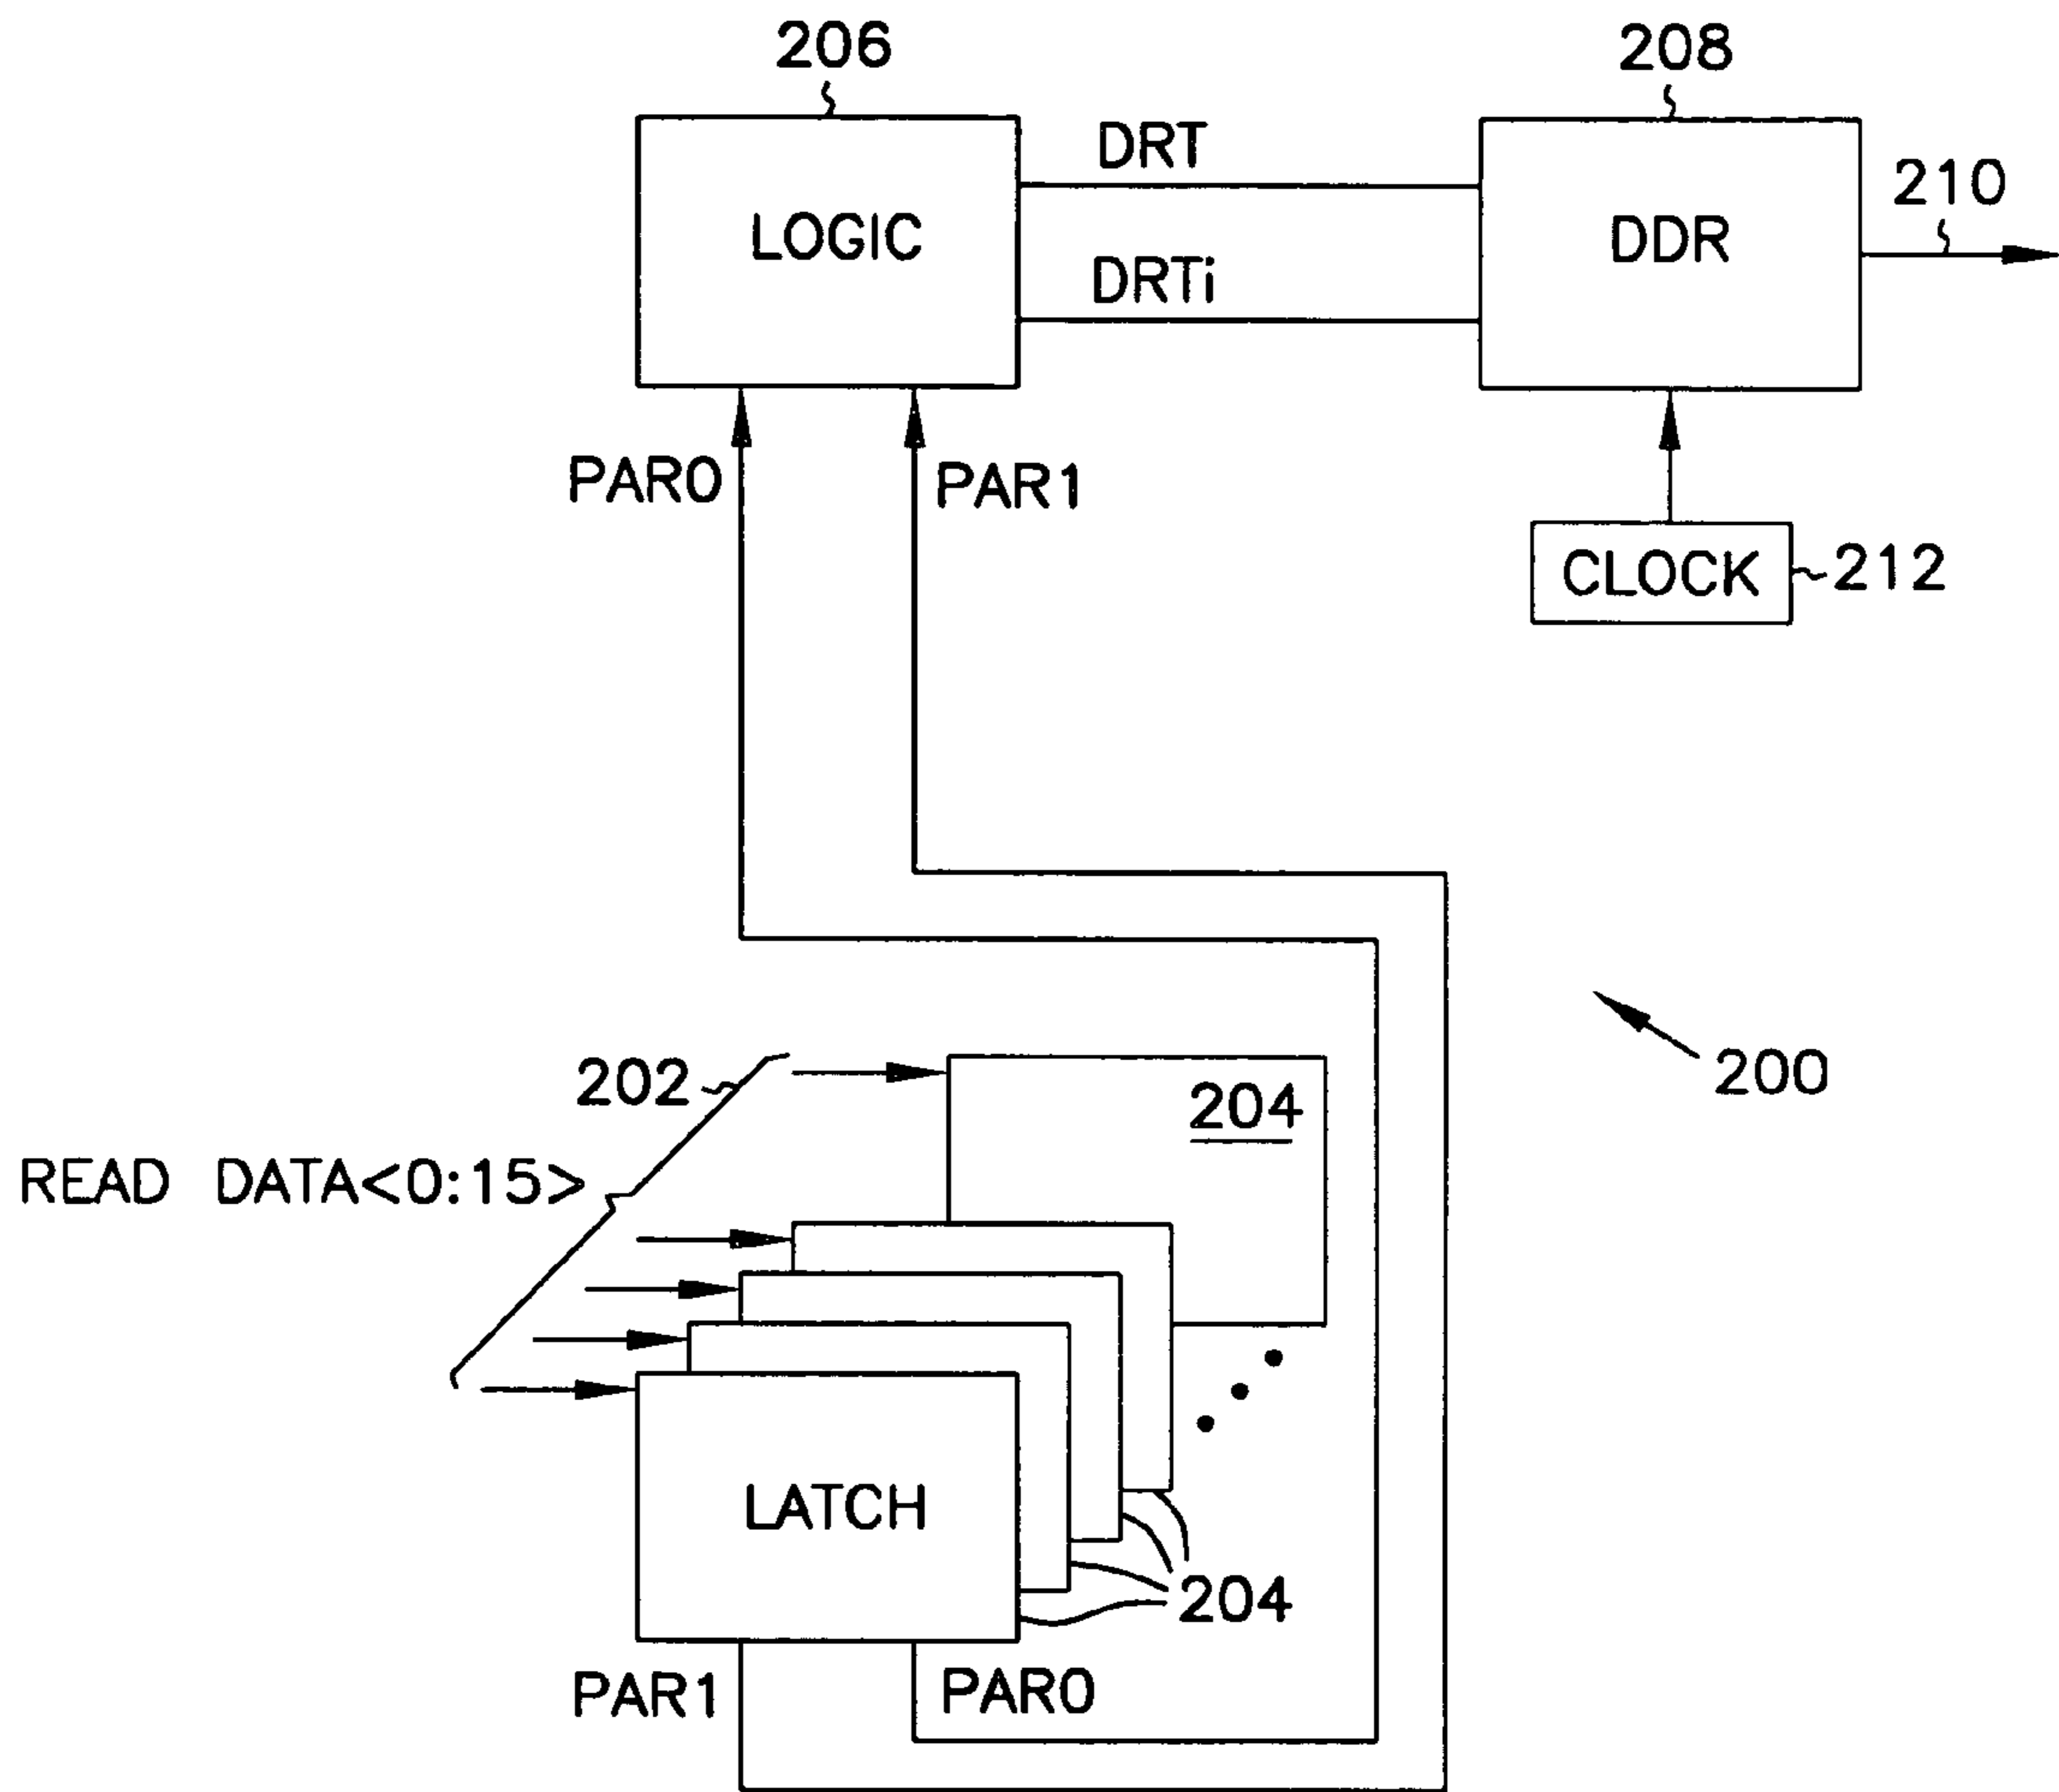 206
208
DRT
210
LOGIC
DDR
DRTi
PAR0
PAR1
CLOCK
212
202
204
200
READ DATA<0:15>
LATCH
204
PAR1
PAR0